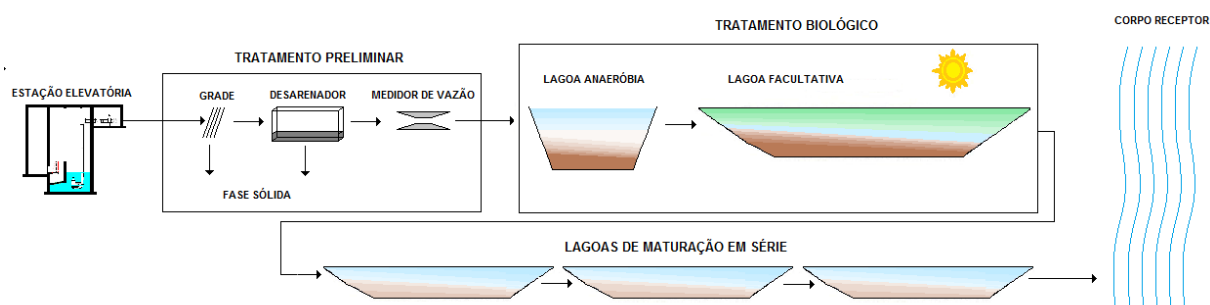 CORPO RECEPTOR
TRATAMENTO BIOLÓGICO
TRATAMENTO PRELIMINAR
ESTAÇÃO ELEVATÓRIA
GRADE
DESARENADOR
MEDIDOR DE VAZÃO
LAGOA ANAERÓBIA
LAGOA FACULTATIVA
FASE SÓLIDA
LAGOAS DE MATURAÇÃO EM SÉRIE